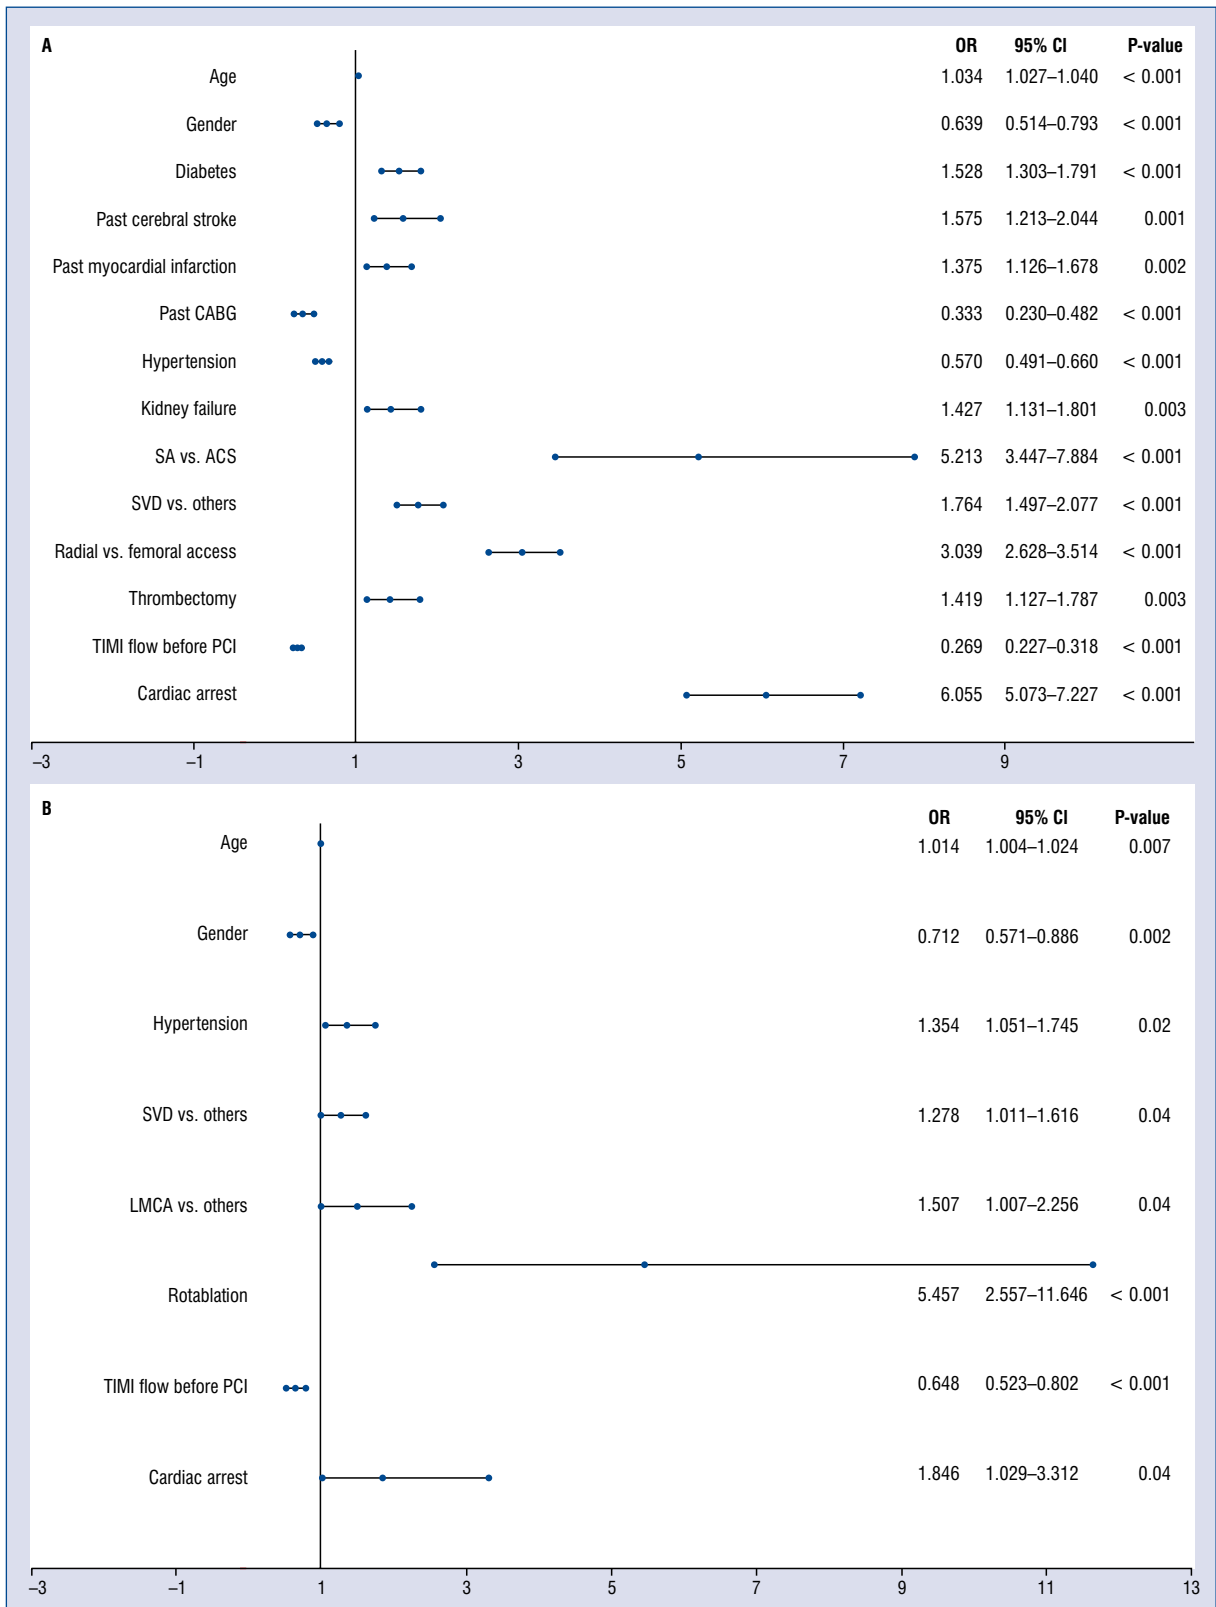 A
OR 95% CI P-value
Age 1.034 1.027–1.040 < 0.001
Gender 0.639 0.514–0.793 < 0.001
Diabetes 1.528 1.303–1.791 < 0.001
Past cerebral stroke 1.575 1.213–2.044 0.001
Past myocardial infarction 1.375 1.126–1.678 0.002
Past CABG 0.333 0.230–0.482 < 0.001
Hypertension 0.570 0.491–0.660 < 0.001
Kidney failure 1.427 1.131–1.801 0.003
SA vs. ACS 5.213 3.447–7.884 < 0.001
SVD vs. others 1.764 1.497–2.077 < 0.001
Radial vs. femoral access 3.039 2.628–3.514 < 0.001
Thrombectomy 1.419 1.127–1.787 0.003
TIMI flow before PCI 0.269 0.227–0.318 < 0.001
Cardiac arrest 6.055 5.073–7.227 < 0.001
–3 –1 1 3 5 7 9
B
OR 95% CI P-value
Age 1.014 1.004–1.024 0.007
Gender 0.712 0.571–0.886 0.002
Hypertension 1.354 1.051–1.745 0.02
SVD vs. others 1.278 1.011–1.616 0.04
LMCA vs. others 1.507 1.007–2.256 0.04
Rotablation 5.457 2.557–11.646 < 0.001
TIMI flow before PCI 0.648 0.523–0.802 < 0.001
Cardiac arrest 1.846 1.029–3.312 0.04
–3 –1 1 3 5 7 9 11 13